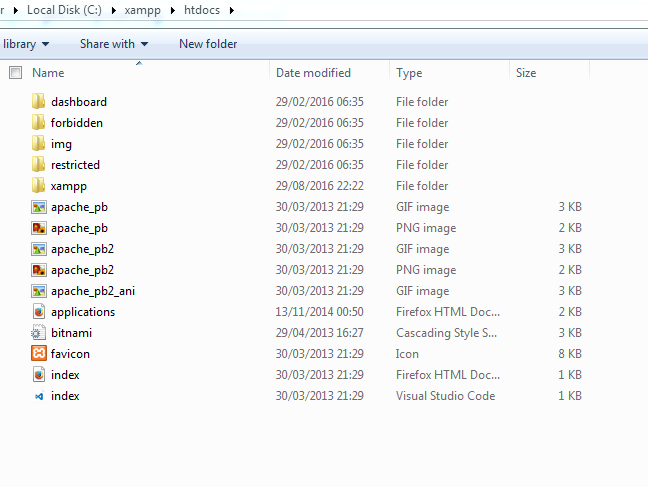 r Local Disk (C:) xampp htdocs
library Share with New folder
Name Date modified Type Size
dashboard 29/02/2016 06:35 File folder
forbidden 29/02/2016 06:35 File folder
img 29/02/2016 06:35 File folder
restricted 29/02/2016 06:35 File folder
xampp 29/08/2016 22:22 File folder
apache_pb 30/03/2013 21:29 GIF image 3 KB
apache_pb 30/03/2013 21:29 PNG image 2 KB
apache_pb2 30/03/2013 21:29 GIF image 3 KB
apache_pb2 30/03/2013 21:29 PNG image 2 KB
apache_pb2_ani 30/03/2013 21:29 GIF image 3 KB
applications 13/11/2014 00:50 Firefox HTML Doc... 2 KB
bitnami 29/04/2013 16:27 Cascading Style S... 3 KB
favicon 30/03/2013 21:29 Icon 8 KB
index 30/03/2013 21:29 Firefox HTML Doc... 1 KB
index 30/03/2013 21:29 Visual Studio Code 1 KB